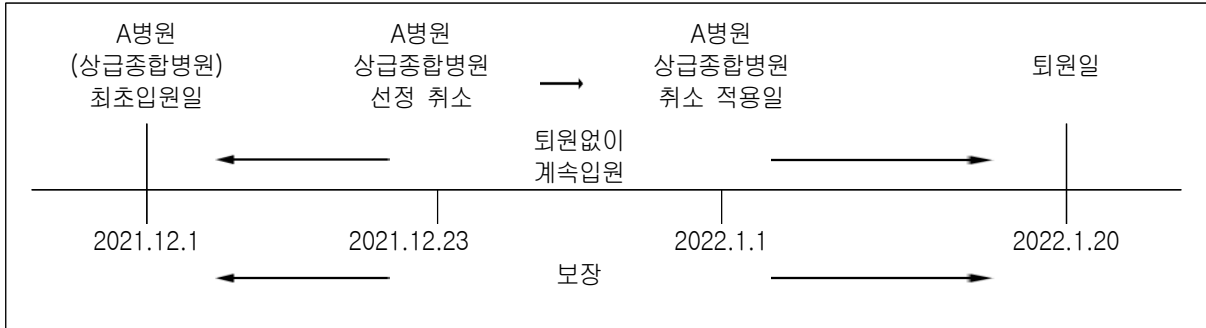 A병원
(상급종합병원)
최초입원일
A병원
상급종합병원
선정 취소
A병원
상급종합병원
취소 적용일
퇴원일
퇴원없이
계속입원
2021.12.1
2021.12.23
2022.1.1
2022.1.20
보장